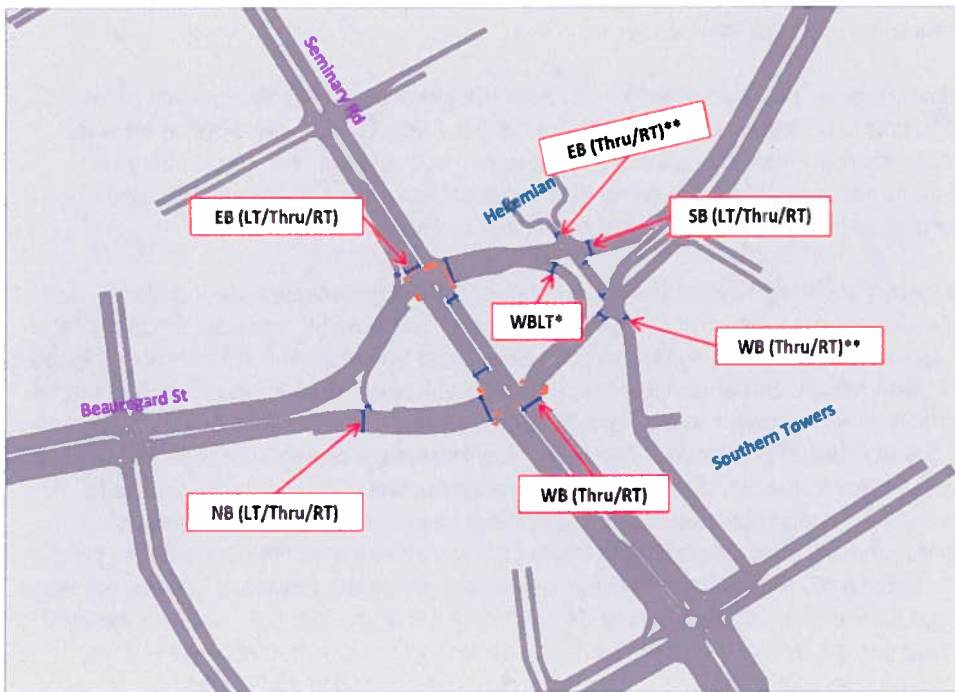 Seminary Rd
EB (Thru/RT)**
Hekemian
EB (LT/Thru/RT)
SB (LT/Thru/RT)
WBLT*
WB (Thru/RT)**
Beauregard St
Southern Towers
NB (LT/Thru/RT)
WB (Thru/RT)